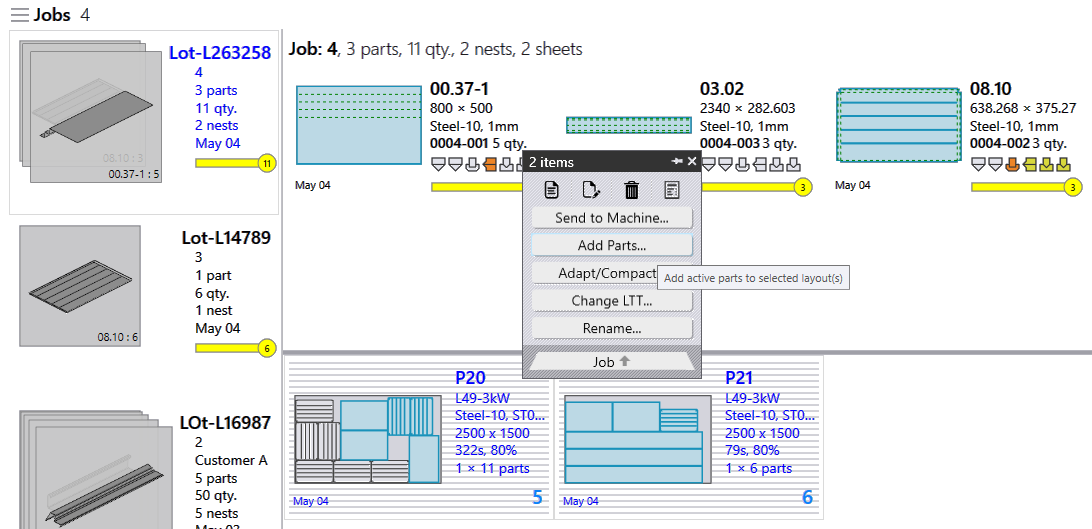 Jobs 4
Lot-L263258
4
3 parts
11 qty.
2 nests
May 04
11
08.10 : 3
00.37-1 : 5
Lot-L14789
3
1 part
6 qty.
1 nest
May 04
6
08.10 : 6
LOt-L16987
2
Customer A
5 parts
50 qty.
5 nests
May 03
Job: 4, 3 parts, 11 qty., 2 nests, 2 sheets
00.37-1
800 × 500
Steel-10, 1mm
0004-001 5 qty.
May 04
03.02
2340 × 282.603
Steel-10, 1mm
0004-003 3 qty.
3
08.10
638.268 × 375.27
Steel-10, 1mm
0004-002 3 qty.
May 04
3
2 items
Send to Machine...
Add Parts...
Adapt/Compact
Add active parts to selected layout(s)
Change LTT...
Rename...
Job
P20
L49-3kW
Steel-10, ST0...
2500 x 1500
322s, 80%
1 × 11 parts
May 04
5
P21
L49-3kW
Steel-10, ST0...
2500 x 1500
79s, 80%
1 × 6 parts
May 04
6